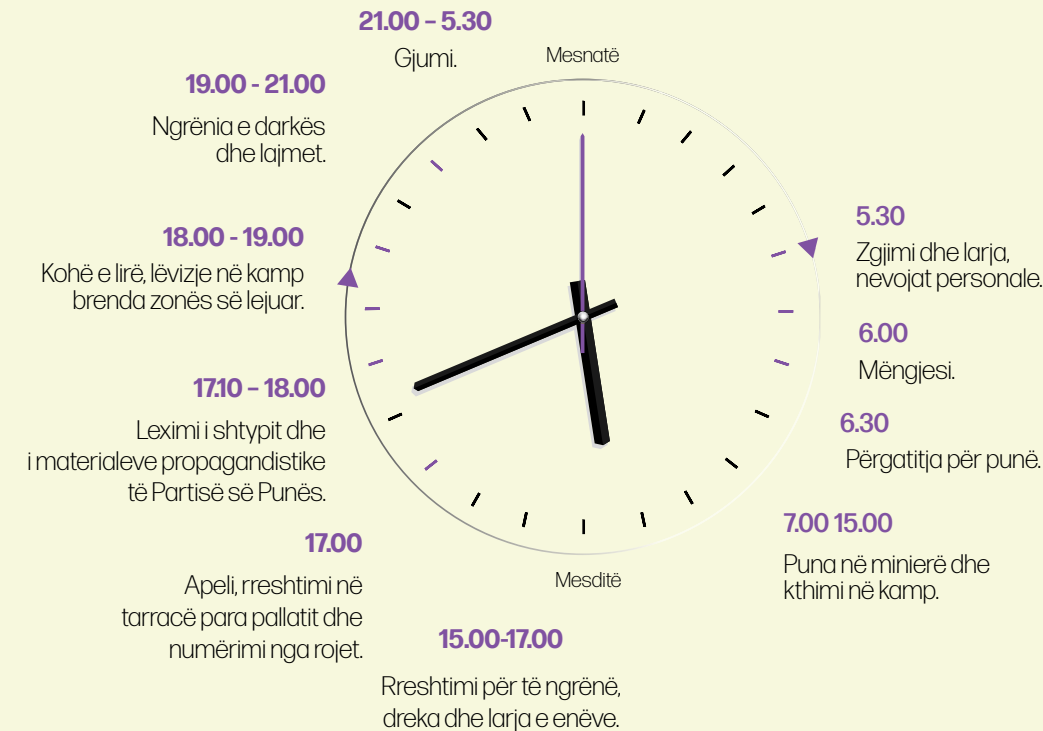 21.00 – 5.30
Gjumi.
Mesnatë
5.30
Zgjimi dhe larja,
nevojat personale.
6.00
Mëngjesi.
6.30
Përgatitja për punë.
7.00 15.00
Puna në minierë dhe
kthimi në kamp.
Mesditë
15.00-17.00
Rreshtimi për të ngrënë,
dreka dhe larja e enëve.
17.00
Apeli, rreshtimi në
tarracë para pallatit dhe
numërimi nga rojet.
17.10 – 18.00
Leximi i shtypit dhe
i materialeve propagandistike
të Partisë së Punës.
18.00 - 19.00
Kohë e lirë, lëvizje në kamp
brenda zonës së lejuar.
19.00 - 21.00
Ngrënia e darkës
dhe lajmet.